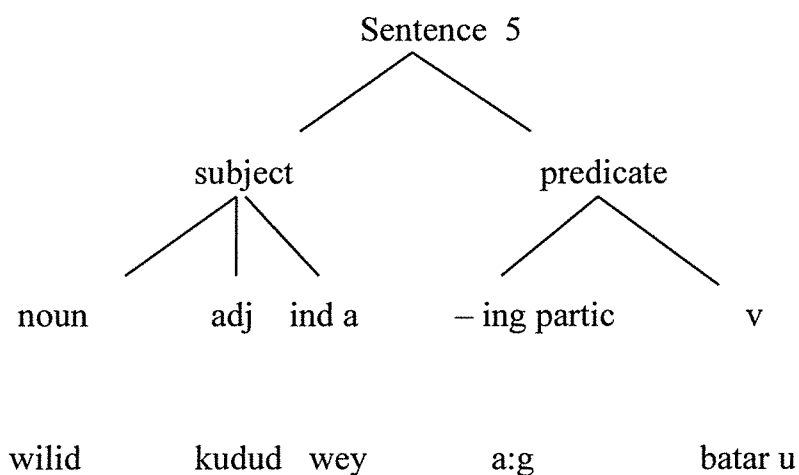 Sentence 5
subject predicate
noun adj ind a – ing partic v
wilid kudud wey a:g batar u